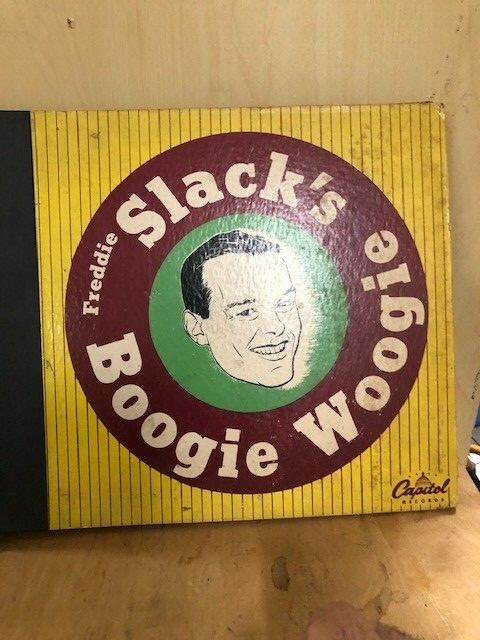 Freddie
Slack's
Boogie Woogie
Capitol
RECORDS